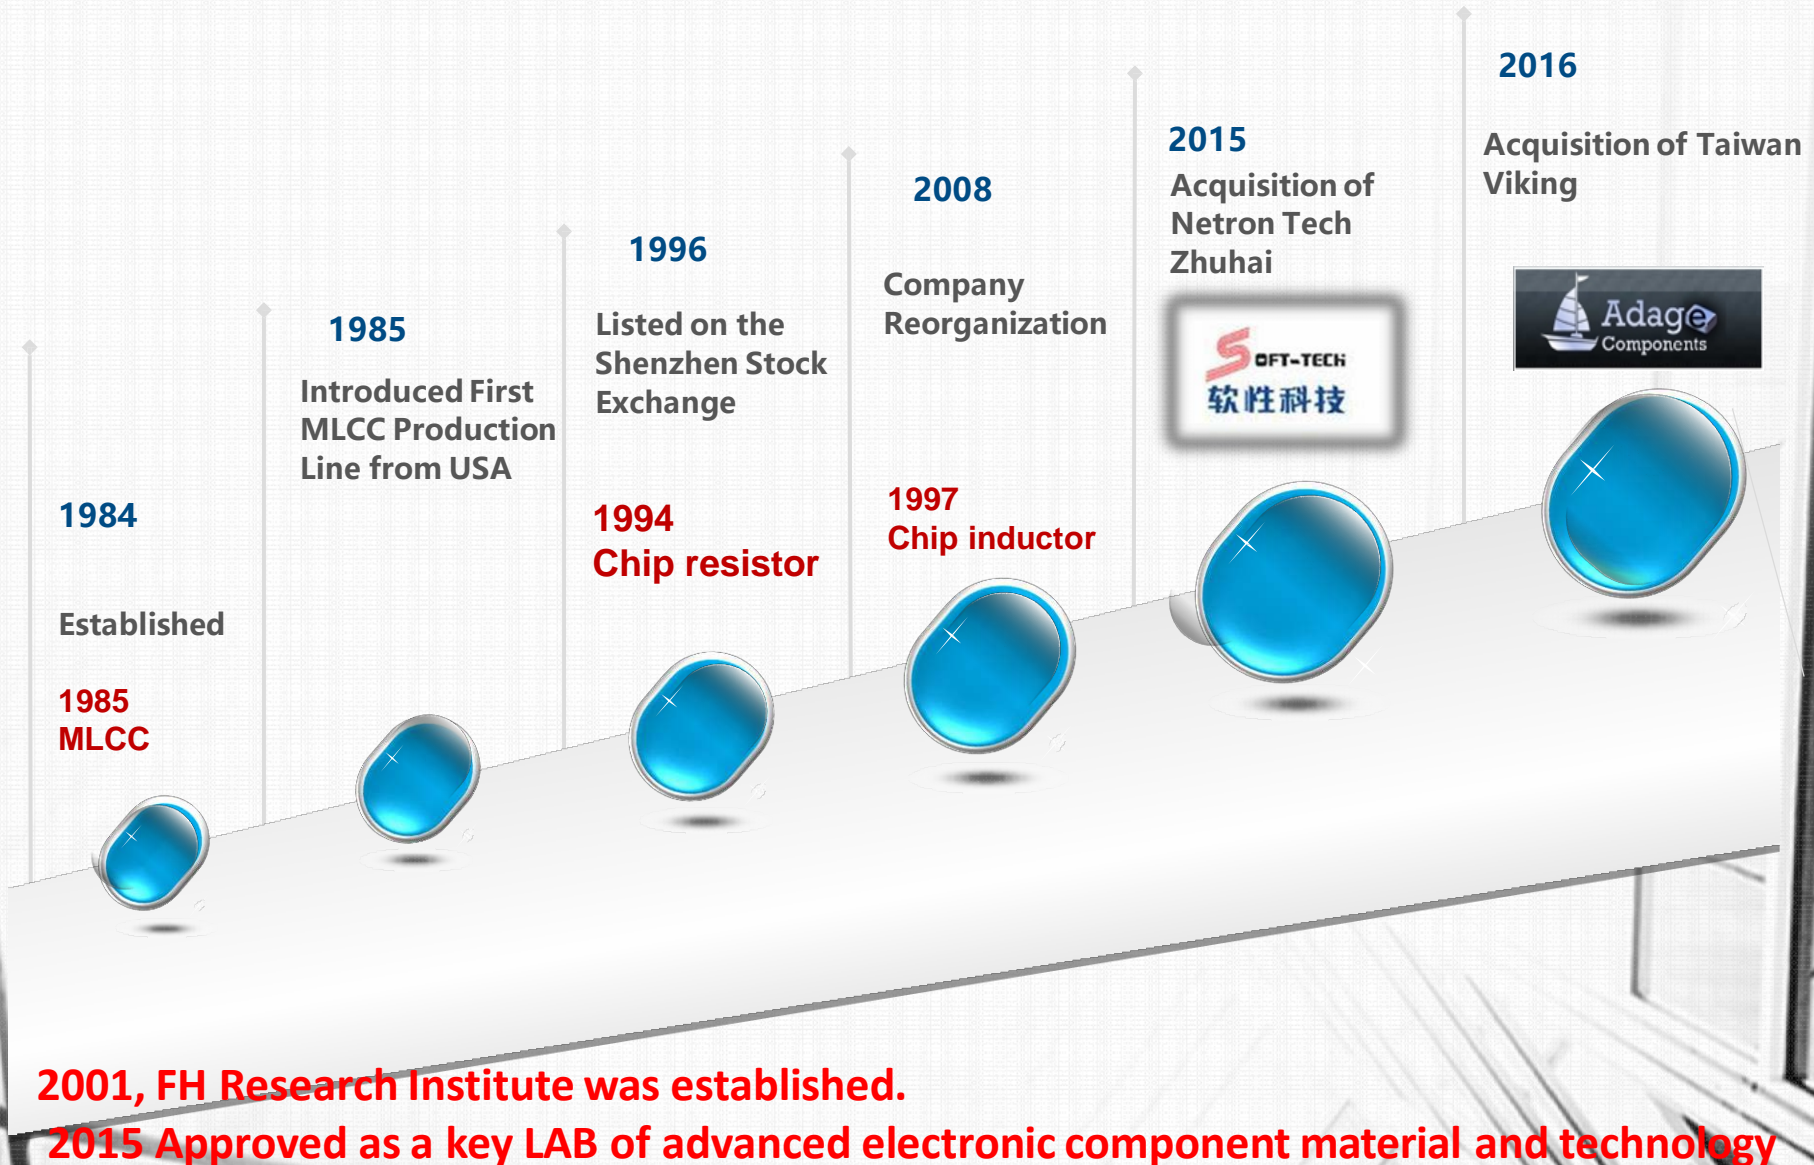 1984
Established
1985
MLCC
1985
Introduced First
MLCC Production
Line from USA
1996
Listed on the
Shenzhen Stock
Exchange
1994
Chip resistor
2008
Company
Reorganization
1997
Chip inductor
2015
Acquisition of
Netron Tech
Zhuhai
SOFT-TECH
软性科技
2016
Acquisition of Taiwan
Viking
Adage
Components
2001, FH Research Institute was established.
2015 Approved as a key LAB of advanced electronic component material and technology